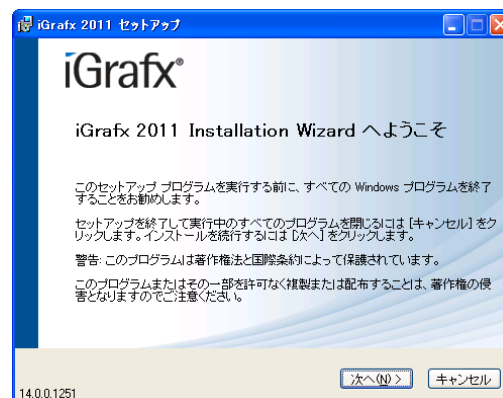 iGrafx 2011 セットアップ
iGrafx®
iGrafx 2011 Installation Wizard へようこそ
このセットアップ プログラムを実行する前に、すべての Windows プログラムを終了
することをお勧めします。
セットアップを終了して実行中のすべてのプログラムを閉じるには [キャンセル] をク
リックします。インストールを続行するには [次へ] をクリックします。
警告: このプログラムは著作権法と国際条約によって保護されています。
このプログラムまたはその一部を許可なく複製または配布することは、著作権の侵
害となりますのでご注意ください。
次へ(N) >
キャンセル
14.0.0.1251